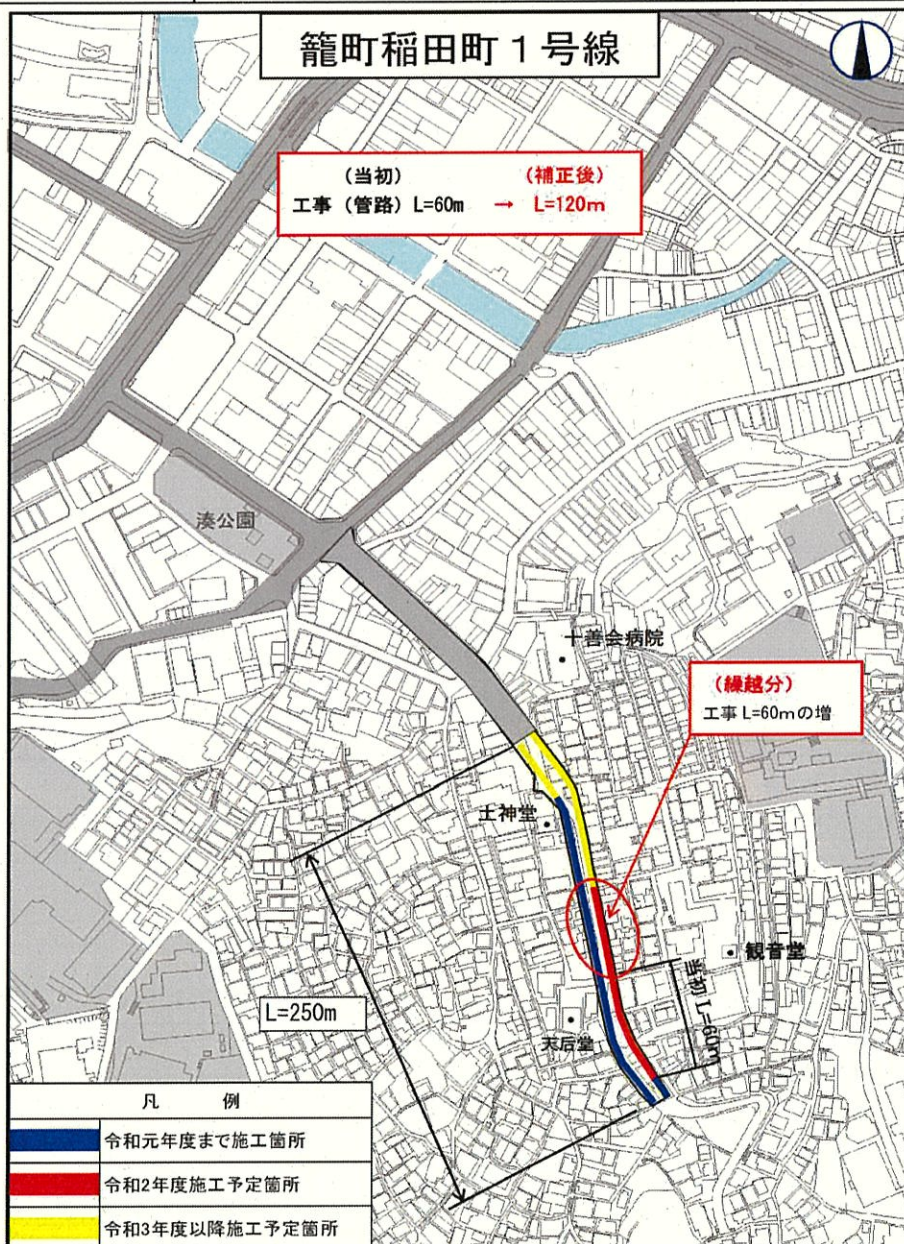 籠町稲田町１号線
（当初） （補正後）
工事（管路）L=60m → L=120m
湊公園
十善会病院
（繰越分）
工事 L=60mの増
土神堂
観音堂
当初 L=60m
L=250m
天后堂
凡 例
令和元年度まで施工箇所
令和2年度施工予定箇所
令和3年度以降施工予定箇所